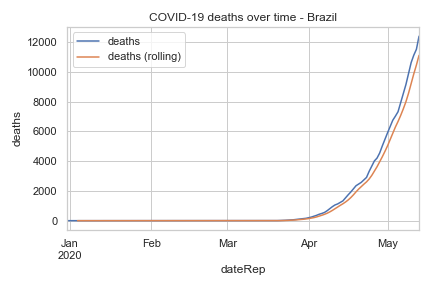 COVID-19 deaths over time - Brazil
deaths
deaths (rolling)
12000
10000
8000
6000
4000
2000
0
deaths
Jan
2020
Feb
Mar
Apr
May
dateRep